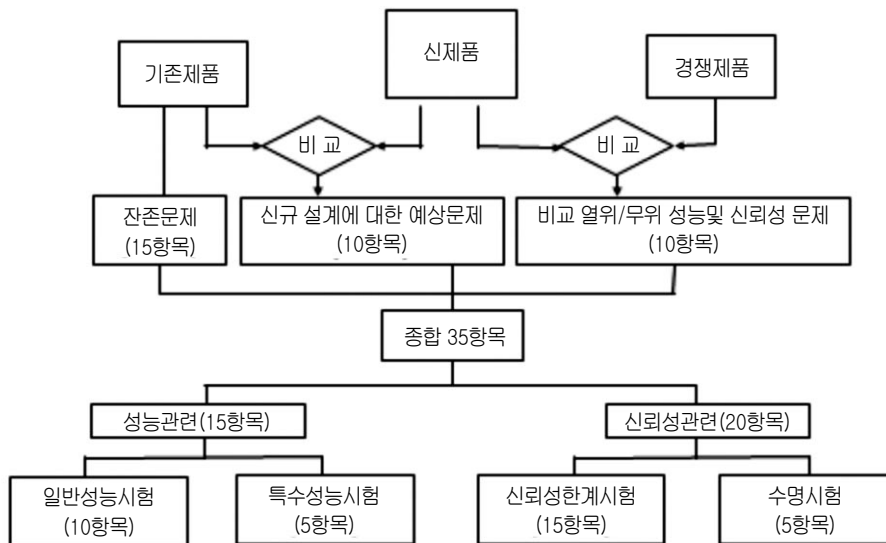 기존제품
신제품
경쟁제품
비 교
비 교
잔존문제
(15항목)
신규 설계에 대한 예상문제
(10항목)
비교 열위/무위 성능및 신뢰성 문제
(10항목)
종합 35항목
성능관련(15항목)
신뢰성관련(20항목)
일반성능시험
(10항목)
특수성능시험
(5항목)
신뢰성한계시험
(15항목)
수명시험
(5항목)